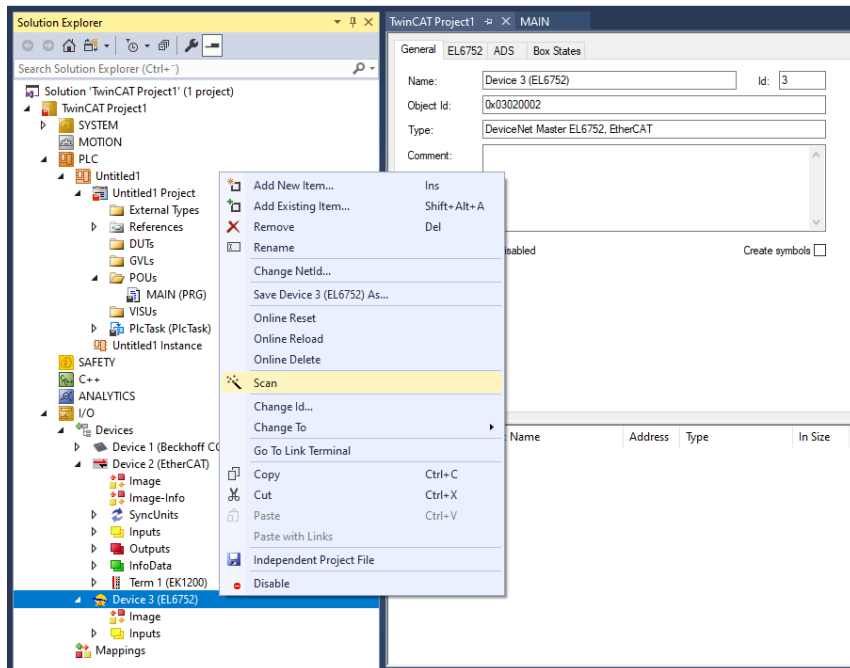 Solution Explorer
Search Solution Explorer (Ctrl+¨)
Solution 'TwinCAT Project1' (1 project)
TwinCAT Project1
SYSTEM
MOTION
PLC
Untitled1
Untitled1 Project
External Types
References
DUTs
GVLs
POUs
MAIN (PRG)
VISUs
PlcTask (PlcTask)
Untitled1 Instance
SAFETY
C++
ANALYTICS
I/O
Devices
Device 1 (Beckhoff
Device 2 (EtherCAT)
Image
Image-Info
SyncUnits
Inputs
Outputs
InfoData
Term 1 (EK1200)
Device 3 (EL6752)
Image
Inputs
Mappings
Add New Item... Ins
Add Existing Item... Shift+Alt+A
Remove Del
Rename
Change NetId...
Save Device 3 (EL6752) As...
Online Reset
Online Reload
Online Delete
Scan
Change Id...
Change To
Go To Link Terminal
Copy Ctrl+C
Cut Ctrl+X
Paste Ctrl+V
Paste with Links
Independent Project File
Disable
TwinCAT Project1 MAIN
General EL6752 ADS Box States
Name: Device 3 (EL6752) Id: 3
Object Id: 0x03020002
Type: DeviceNet Master EL6752, EtherCAT
Comment:
Create symbols
Name Address Type In Size